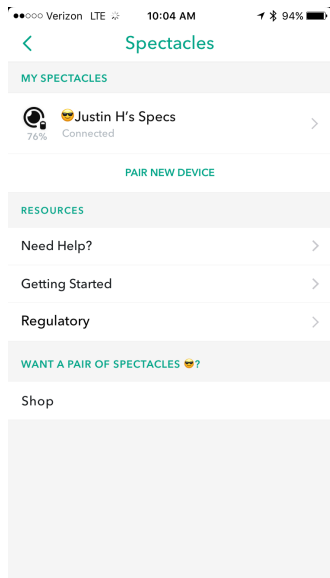 Verizon LTE 10:04 AM 94%
Spectacles
MY SPECTACLES
😎Justin H's Specs
Connected
76%
PAIR NEW DEVICE
RESOURCES
Need Help?
Getting Started
Regulatory
WANT A PAIR OF SPECTACLES 😎?
Shop